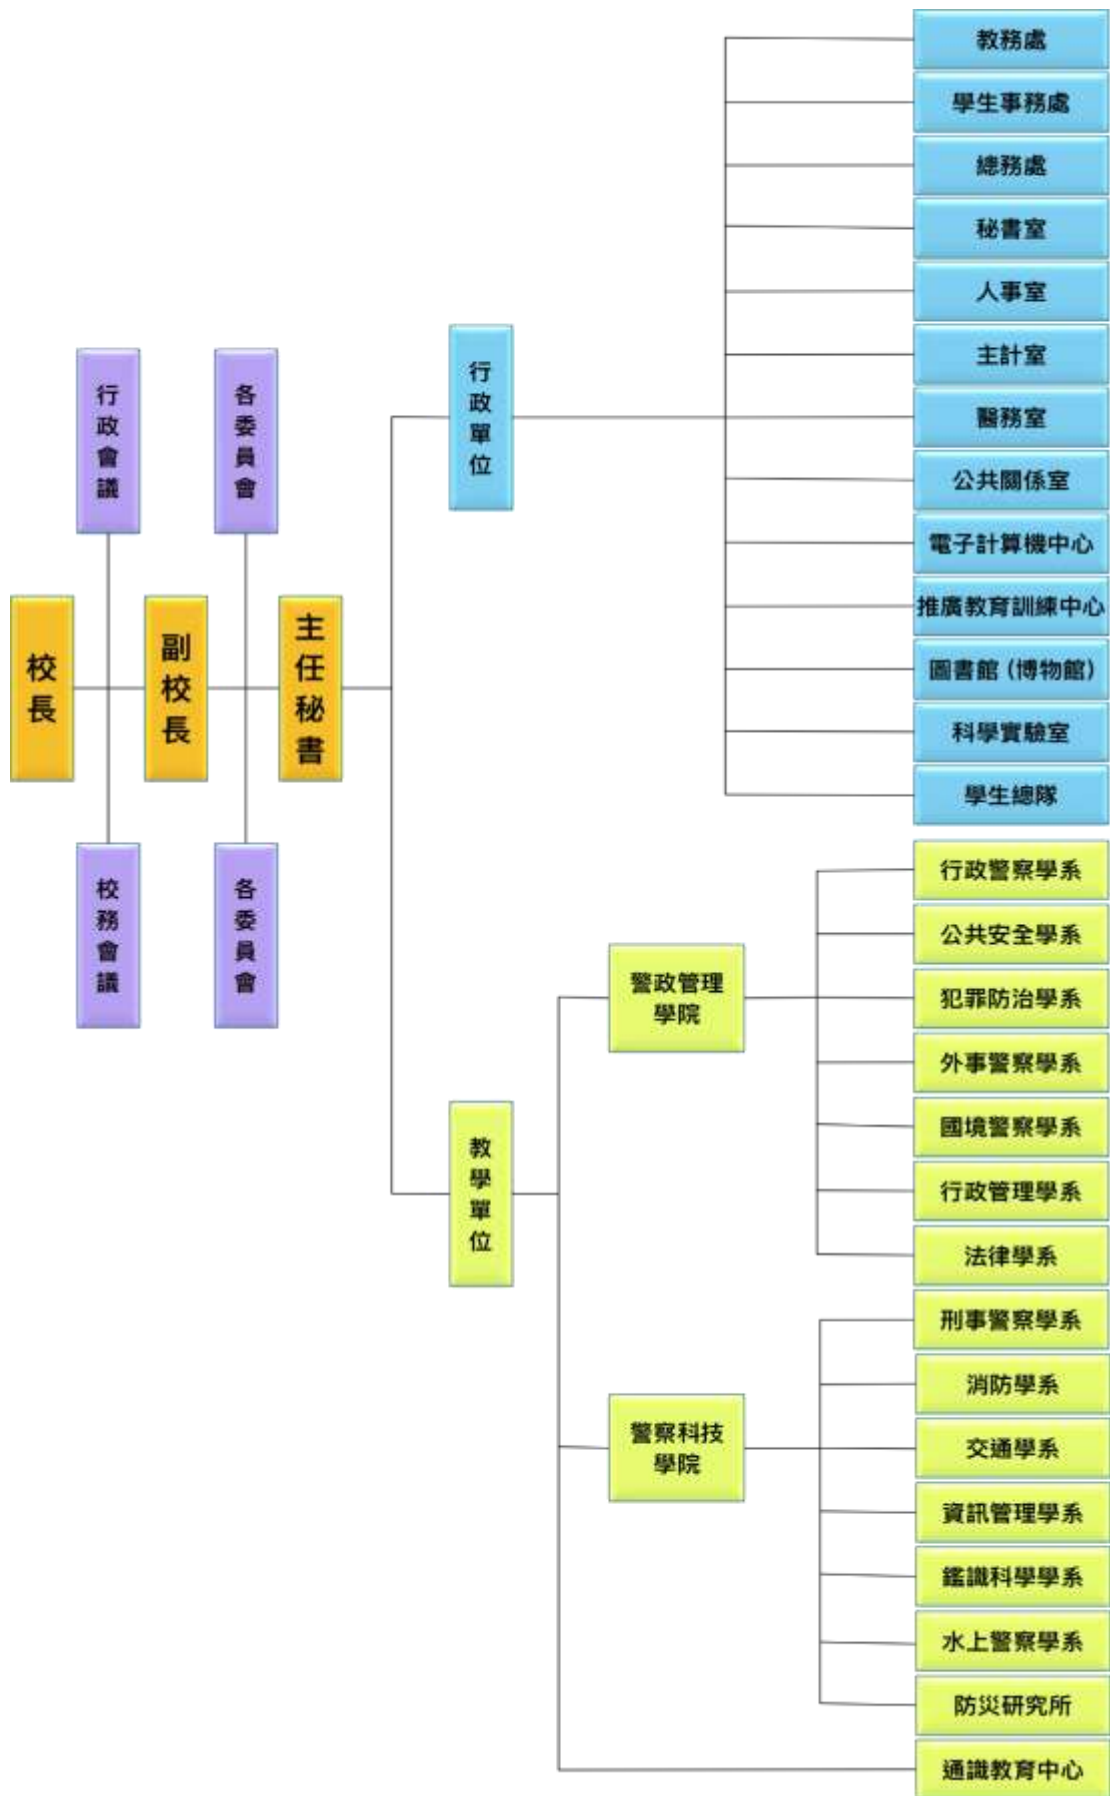 校長
行政會議
校務會議
副校長
各委員會
各委員會
主任秘書
行政單位
教務處
學生事務處
總務處
秘書室
人事室
主計室
醫務室
公共關係室
電子計算機中心
推廣教育訓練中心
圖書館(博物館)
科學實驗室
學生總隊
教學單位
警政管理
學院
行政警察學系
公共安全學系
犯罪防治學系
外事警察學系
國境警察學系
行政管理學系
法律學系
警察科技
學院
刑事警察學系
消防學系
交通學系
資訊管理學系
鑑識科學學系
水上警察學系
防災研究所
通識教育中心